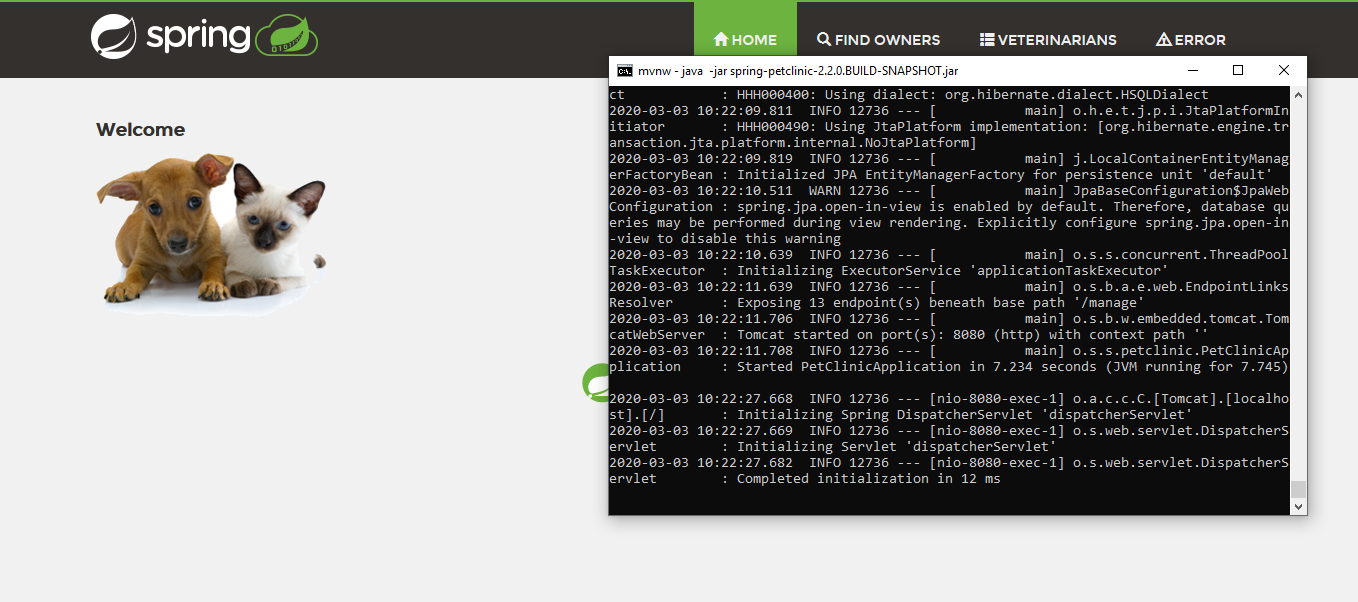 spring
HOME FIND OWNERS VETERINARIANS ERROR
Welcome
mvnw - java -jar spring-petclinic-2.2.0.BUILD-SNAPSHOT.jar
ct            : HHH000400: Using dialect: org.hibernate.dialect.HSQLDialect
2020-03-03 10:22:09.811  INFO 12736 --- [           main] o.h.e.t.j.p.i.JtaPlatformIn
itiator       : HHH000490: Using JtaPlatform implementation: [org.hibernate.engine.tr
ansaction.jta.platform.internal.NoJtaPlatform]
2020-03-03 10:22:09.819  INFO 12736 --- [           main] j.LocalContainerEntityManag
erFactoryBean : Initialized JPA EntityManagerFactory for persistence unit 'default'
2020-03-03 10:22:10.511  WARN 12736 --- [           main] JpaBaseConfiguration$JpaWeb
Configuration : spring.jpa.open-in-view is enabled by default. Therefore, database qu
eries may be performed during view rendering. Explicitly configure spring.jpa.open-in
-view to disable this warning
2020-03-03 10:22:10.639  INFO 12736 --- [           main] o.s.s.concurrent.ThreadPool
TaskExecutor  : Initializing ExecutorService 'applicationTaskExecutor'
2020-03-03 10:22:11.639  INFO 12736 --- [           main] o.s.b.a.e.web.EndpointLinks
Resolver      : Exposing 13 endpoint(s) beneath base path '/manage'
2020-03-03 10:22:11.706  INFO 12736 --- [           main] o.s.b.w.embedded.tomcat.Tom
catWebServer  : Tomcat started on port(s): 8080 (http) with context path ''
2020-03-03 10:22:11.708  INFO 12736 --- [           main] o.s.s.petclinic.PetClinicAp
plication     : Started PetClinicApplication in 7.234 seconds (JVM running for 7.745)
2020-03-03 10:22:27.668  INFO 12736 --- [nio-8080-exec-1] o.a.c.c.C.[Tomcat].[localho
st].[/]       : Initializing Spring DispatcherServlet 'dispatcherServlet'
2020-03-03 10:22:27.669  INFO 12736 --- [nio-8080-exec-1] o.s.web.servlet.DispatcherS
ervlet        : Initializing Servlet 'dispatcherServlet'
2020-03-03 10:22:27.682  INFO 12736 --- [nio-8080-exec-1] o.s.web.servlet.DispatcherS
ervlet        : Completed initialization in 12 ms